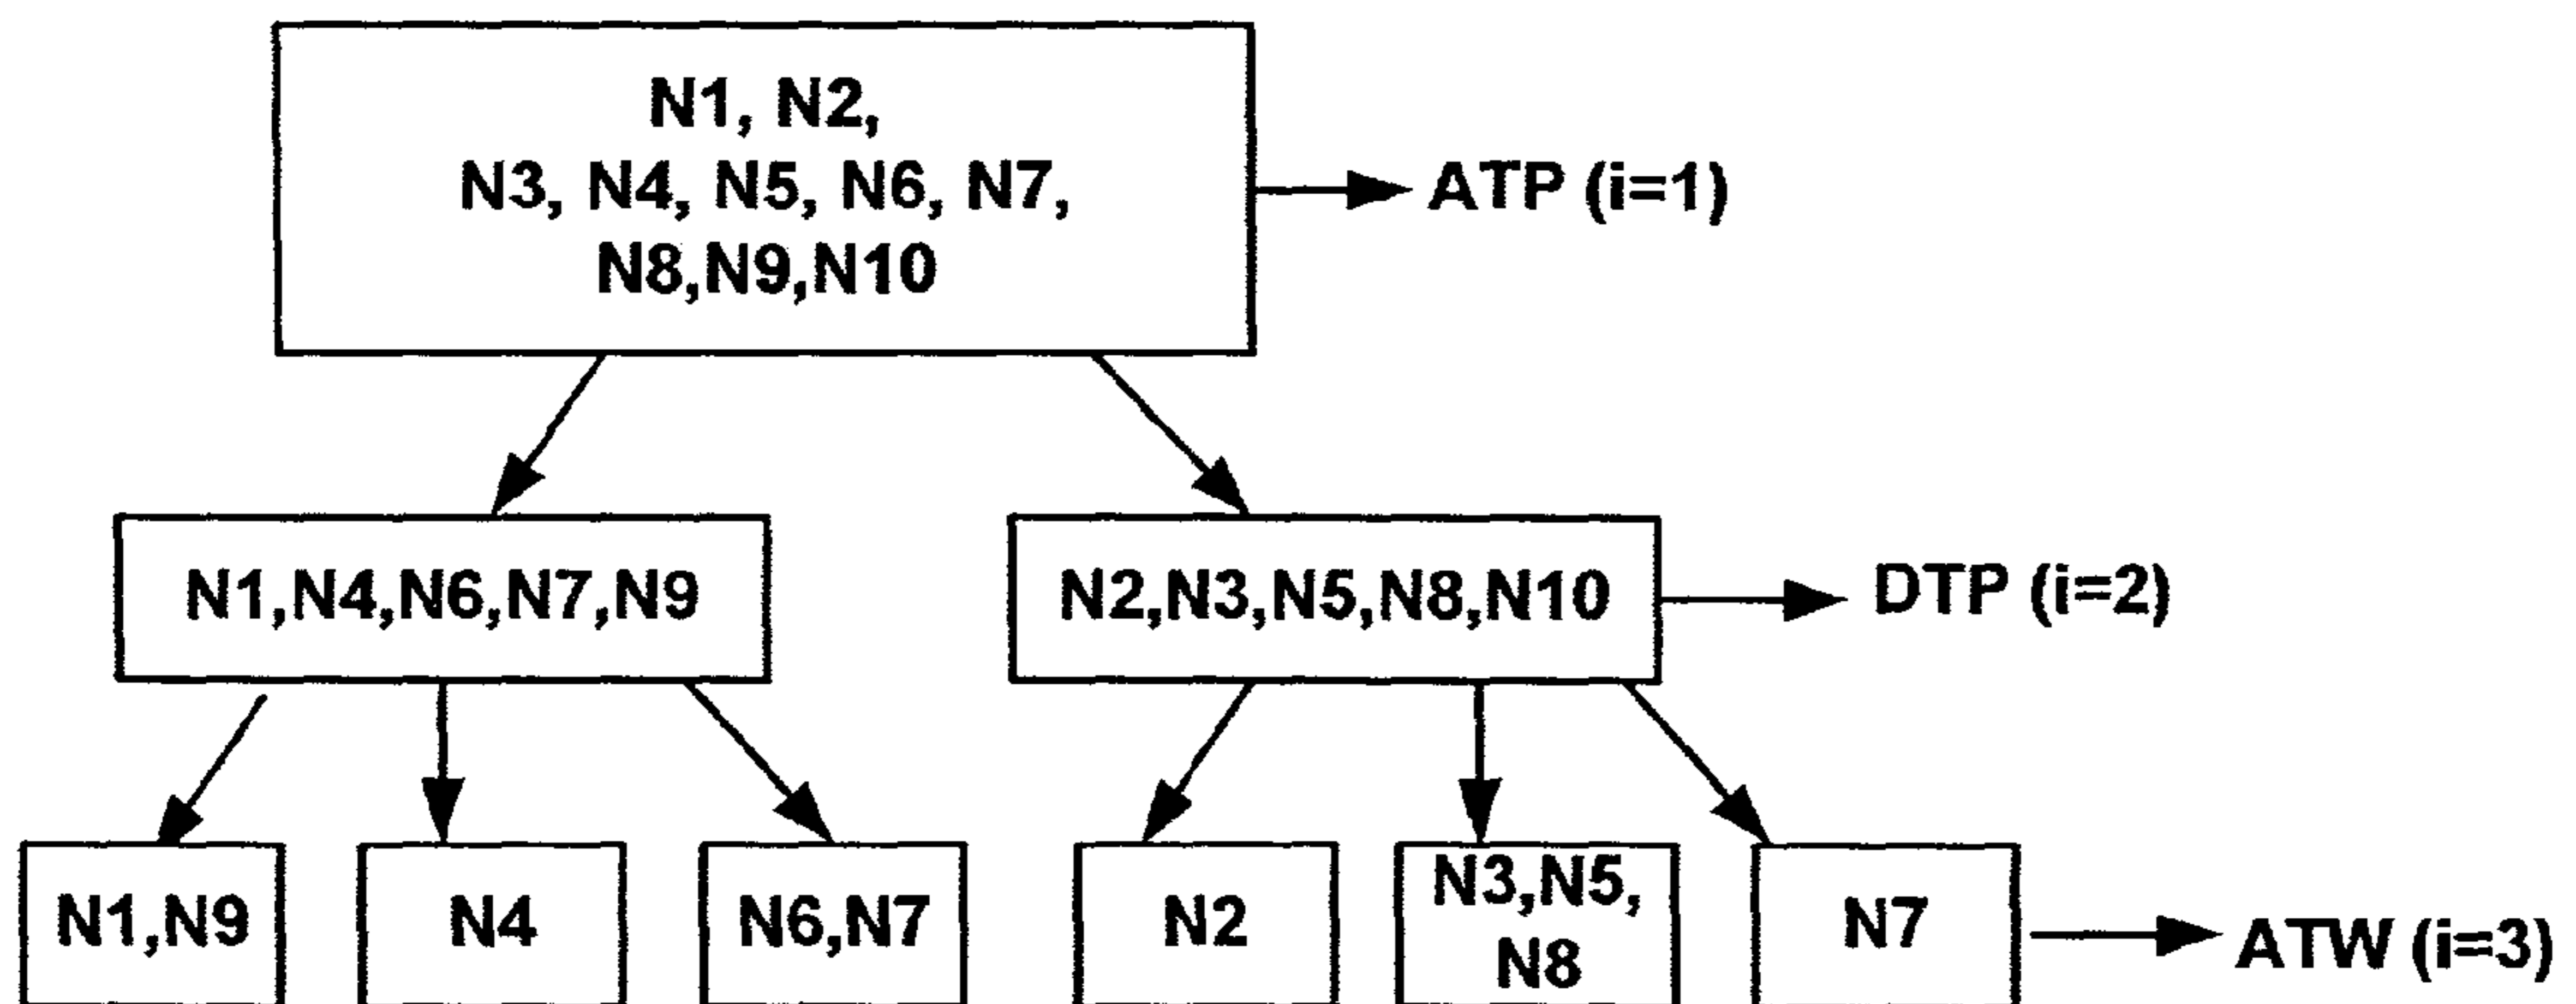 N1, N2,
N3, N4, N5, N6, N7,
N8,N9,N10
ATP (i=1)
N1,N4,N6,N7,N9
N2,N3,N5,N8,N10
DTP (i=2)
N1,N9
N4
N6,N7
N2
N3,N5,
N8
N7
ATW (i=3)